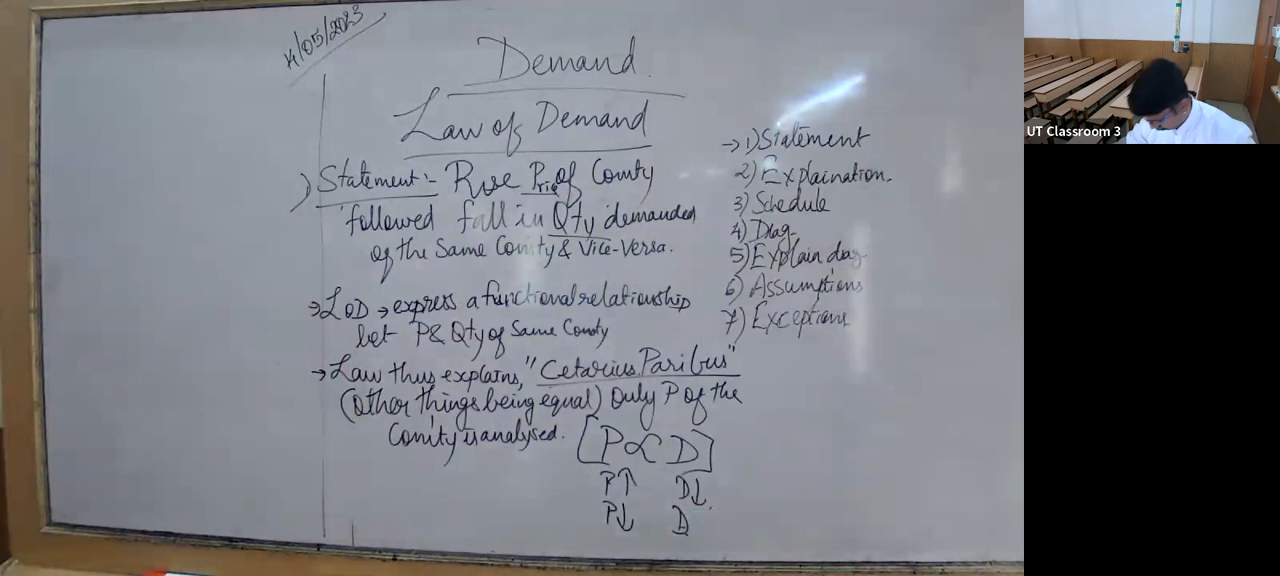 14/05/2023
Demand.
Law of Demand
1) Statement :- Rise Price of Comty
followed fall in Qty demanded
of the Same Comity & Vice-Versa.
→ LOD → express a functional relationship
bet P & Qty of Same Comty
→ Law thus explains, "Cetarius Paribus"
(Other things being equal) Only P of the
Comity is analysed.
[P ∝ D]
P↑ D↓
P↓ D
→ 1) Statement
2) Explaination.
3) Schedule
4) Diag.
5) Explain diag
6) Assumptions
7) Exceptions
UT Classroom 3